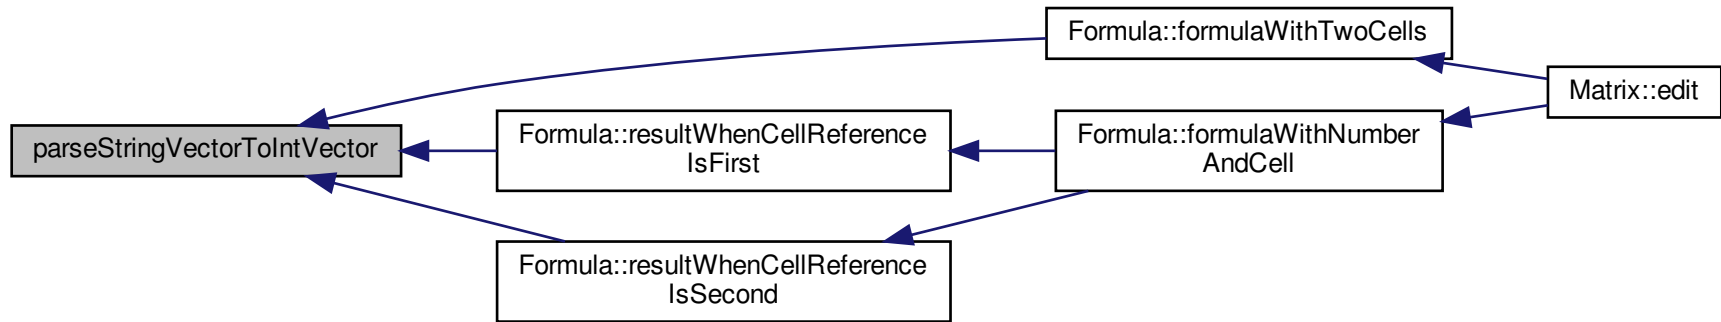 parseStringVectorToIntVector
Formula::formulaWithTwoCells
Formula::resultWhenCellReference
IsFirst
Formula::resultWhenCellReference
IsSecond
Formula::formulaWithNumber
AndCell
Matrix::edit